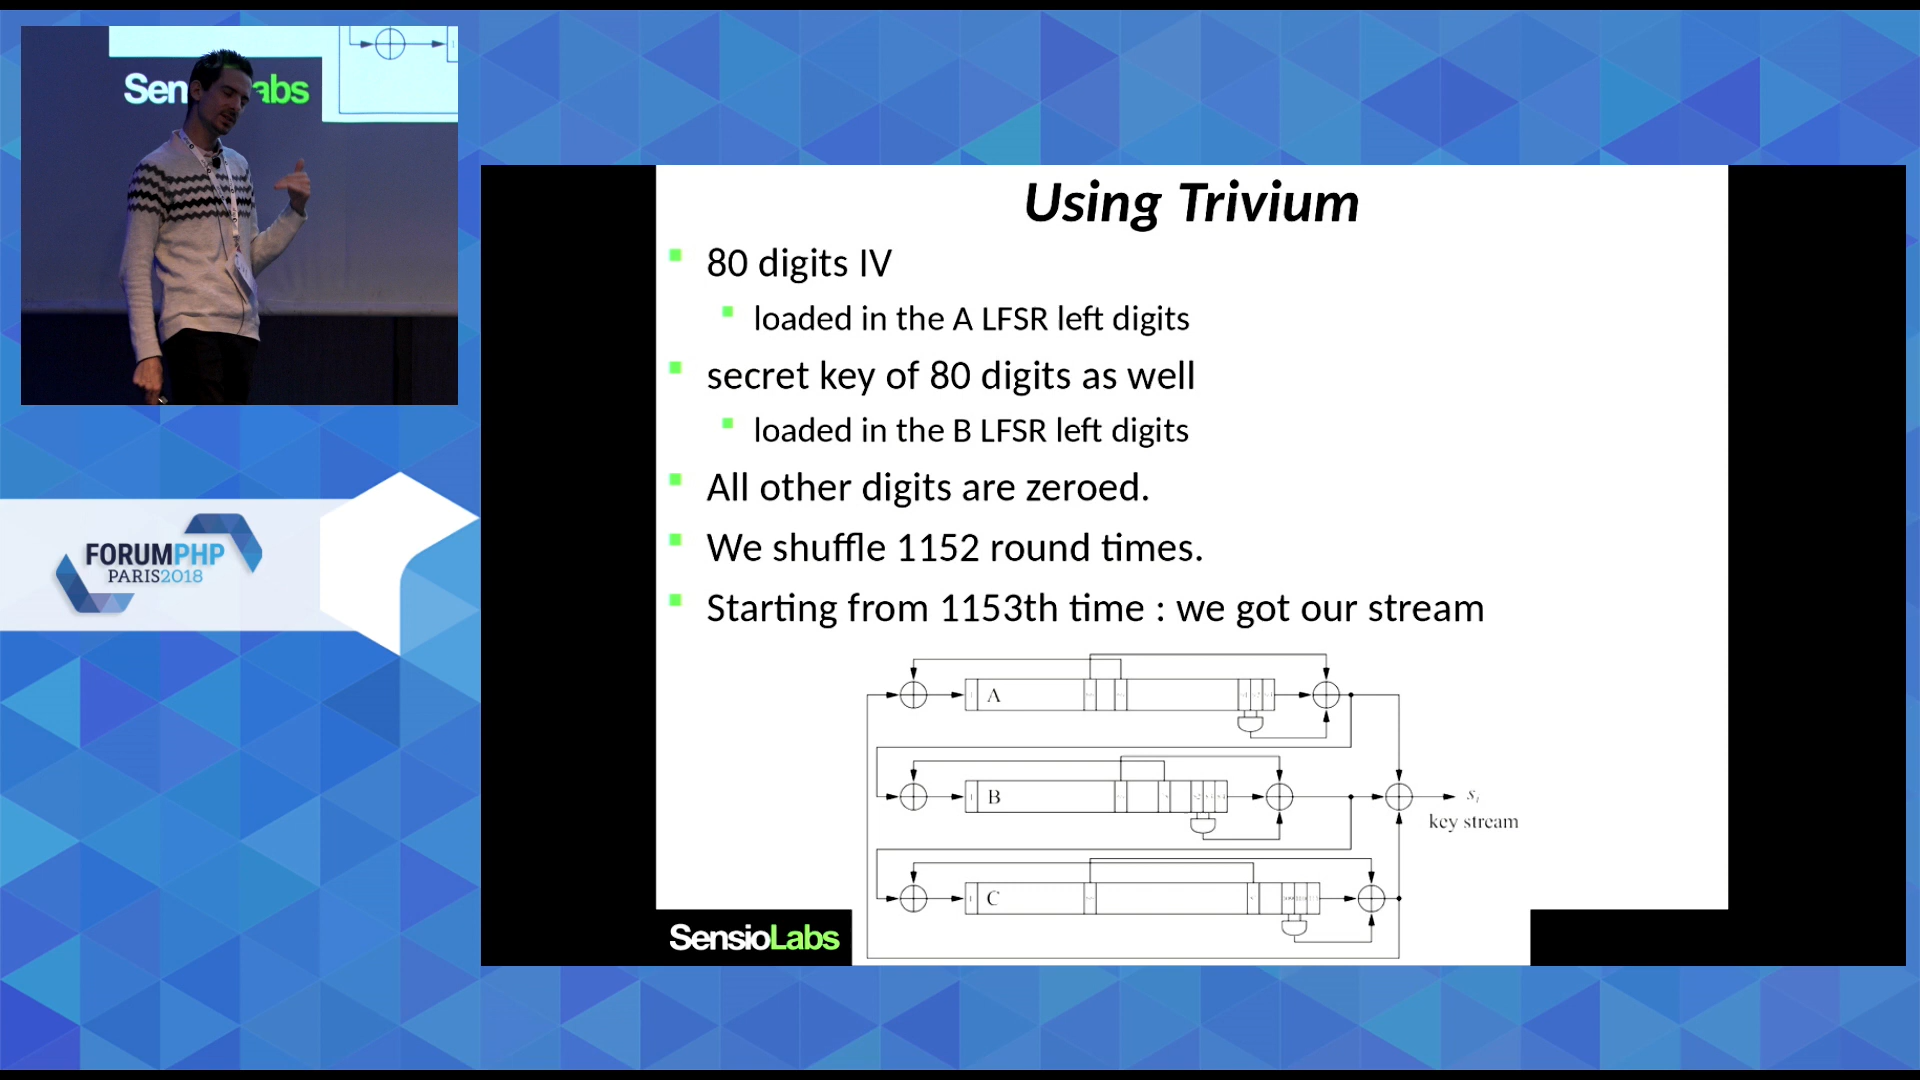 Sen abs
FORUMPHP
PARIS2018
Using Trivium
80 digits IV
loaded in the A LFSR left digits
secret key of 80 digits as well
loaded in the B LFSR left digits
All other digits are zeroed.
We shuffle 1152 round times.
Starting from 1153th time : we got our stream
A
B
s_i
key stream
C
SensioLabs